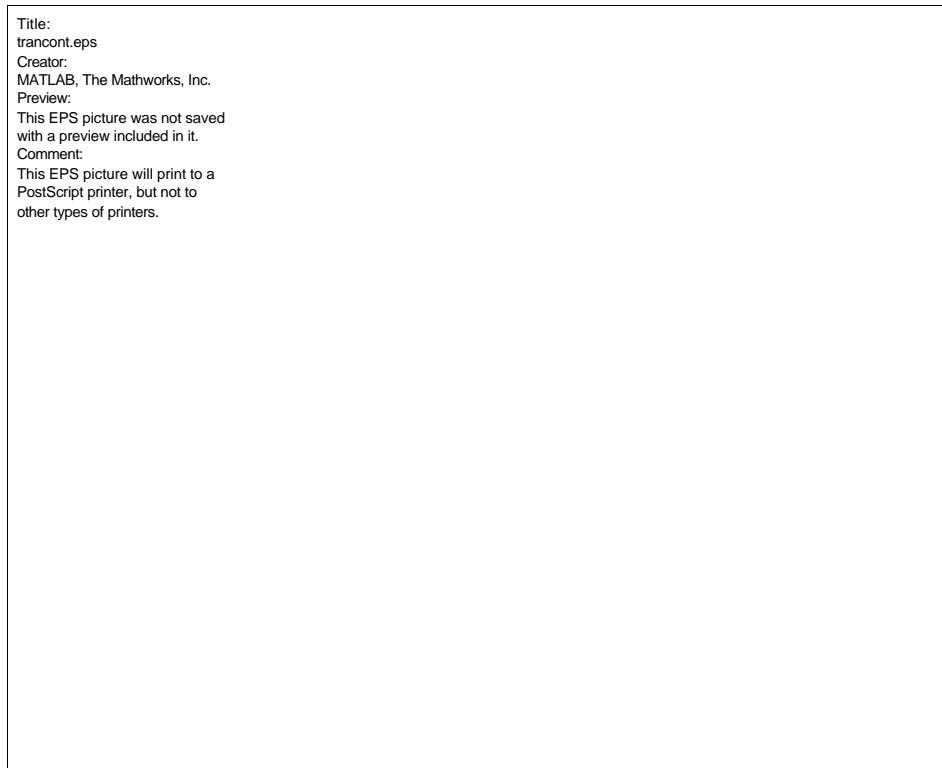 Title:
trancont.eps
Creator:
MATLAB, The Mathworks, Inc.
Preview:
This EPS picture was not saved
with a preview included in it.
Comment:
This EPS picture will print to a
PostScript printer, but not to
other types of printers.